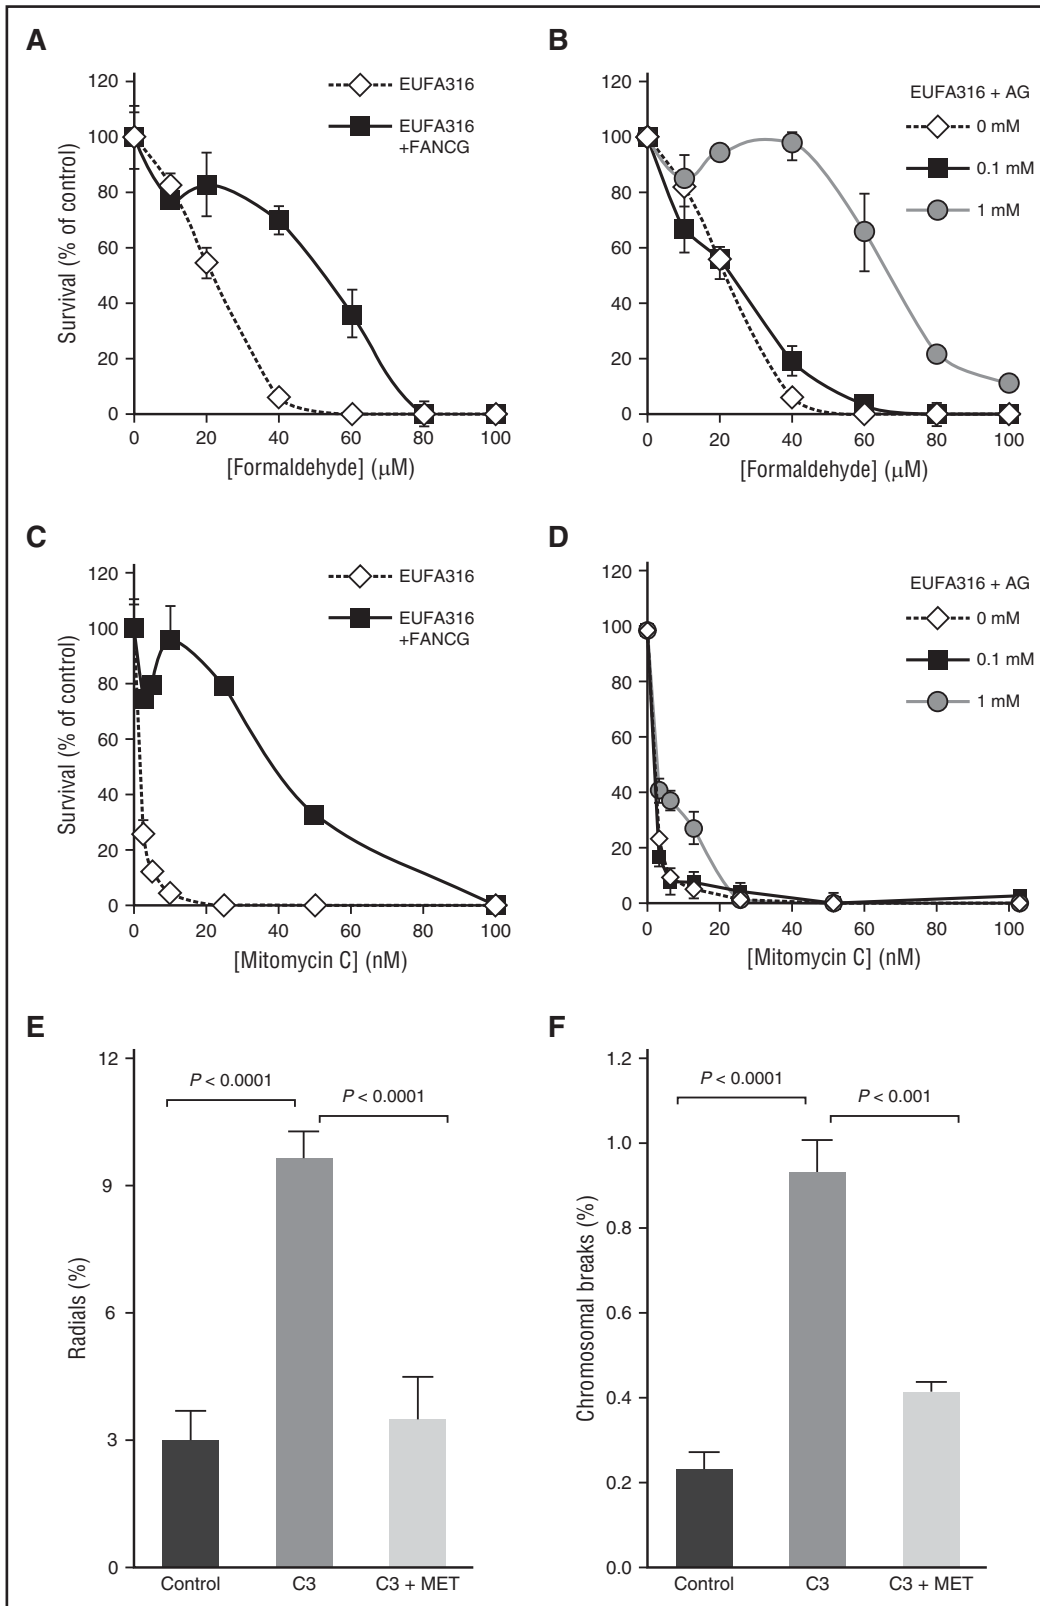 A
120
100
80
60
40
20
0
Survival (% of control)
EUFA316
EUFA316
+FANCG
0 20 40 60 80 100
[Formaldehyde] (μM)
B
120
100
80
60
40
20
0
EUFA316 + AG
0 mM
0.1 mM
1 mM
0 20 40 60 80 100
[Formaldehyde] (μM)
C
120
100
80
60
40
20
0
Survival (% of control)
EUFA316
EUFA316
+FANCG
0 20 40 60 80 100
[Mitomycin C] (nM)
D
120
100
80
60
40
20
0
EUFA316 + AG
0 mM
0.1 mM
1 mM
0 20 40 60 80 100
[Mitomycin C] (nM)
E
12
9
6
3
0
Radials (%)
P < 0.0001
P < 0.0001
Control C3 C3 + MET
F
1.2
1.0
0.8
0.6
0.4
0.2
0.0
Chromosomal breaks (%)
P < 0.0001
P < 0.001
Control C3 C3 + MET